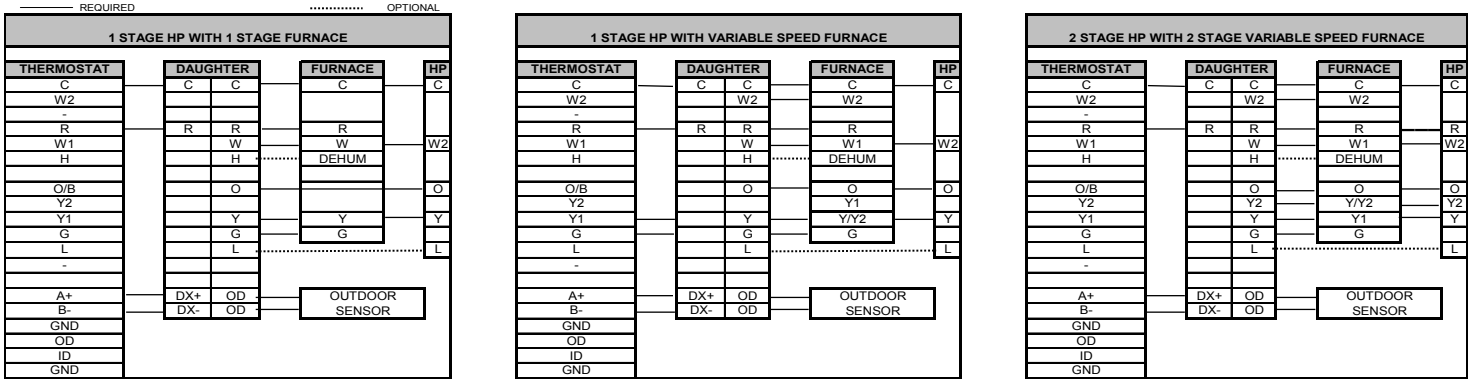 REQUIRED OPTIONAL
1 STAGE HP WITH 1 STAGE FURNACE
THERMOSTAT DAUGHTER FURNACE HP
C C C C C
W2
-
R R R R
W1 W W W2
H H DEHUM
O/B O O
Y2
Y1 Y Y Y
G G G
L L L
-
A+ DX+ OD OUTDOOR
B- DX- OD SENSOR
GND
OD
ID
GND
1 STAGE HP WITH VARIABLE SPEED FURNACE
THERMOSTAT DAUGHTER FURNACE HP
C C C C C
W2 W2 W2
-
R R R R
W1 W W1 W2
H H DEHUM
O/B O O O
Y2 Y1
Y1 Y Y/Y2 Y
G G G
L L L
-
A+ DX+ OD OUTDOOR
B- DX- OD SENSOR
GND
OD
ID
GND
2 STAGE HP WITH 2 STAGE VARIABLE SPEED FURNACE
THERMOSTAT DAUGHTER FURNACE HP
C C C C C
W2 W2 W2
-
R R R R R
W1 W W1 W2
H H DEHUM
O/B O O O
Y2 Y2 Y/Y2 Y2
Y1 Y Y1 Y
G G G
L L L
-
A+ DX+ OD OUTDOOR
B- DX- OD SENSOR
GND
OD
ID
GND